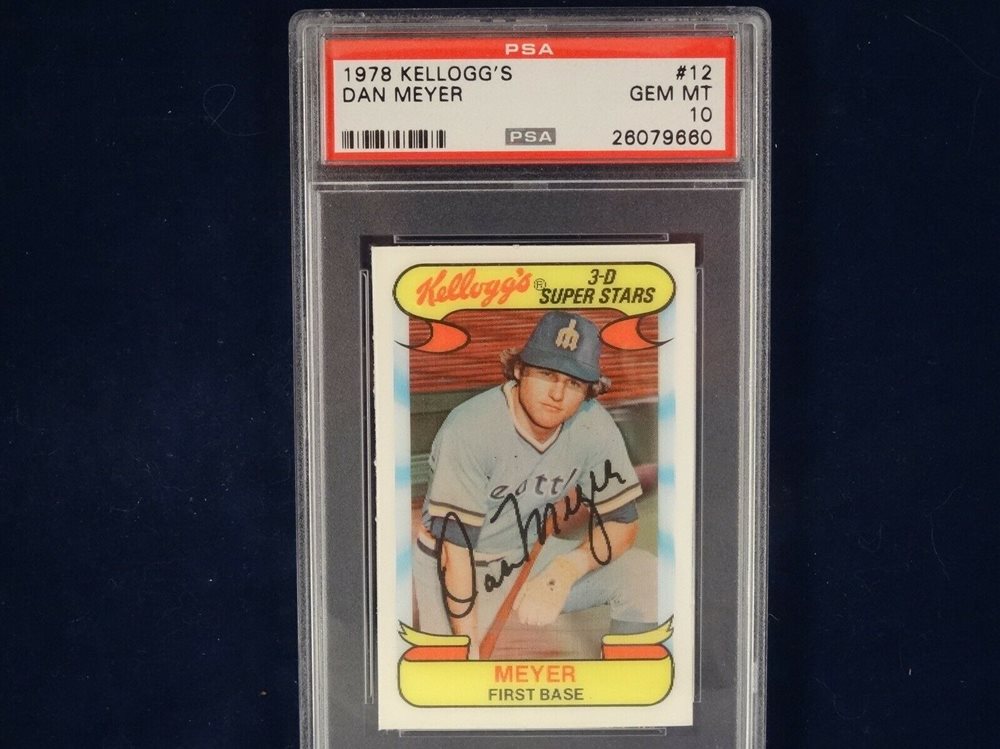 PSA
1978 KELLOGG'S #12
DAN MEYER GEM MT
10
PSA 26079660
Kellogg's® 3-D
SUPER STARS
M
eattl
Dan Meyer
MEYER
FIRST BASE